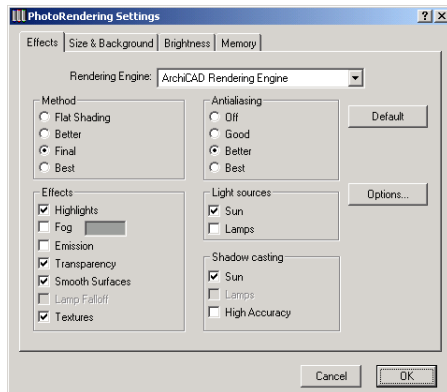 PhotoRendering Settings
Effects Size & Background Brightness Memory
Rendering Engine: ArchiCAD Rendering Engine
Method
Flat Shading
Better
Final
Best
Antialiasing
Off
Good
Better
Best
Default
Effects
Highlights
Fog
Emission
Transparency
Smooth Surfaces
Lamp Falloff
Textures
Light sources
Sun
Lamps
Options...
Shadow casting
Sun
Lamps
High Accuracy
Cancel OK